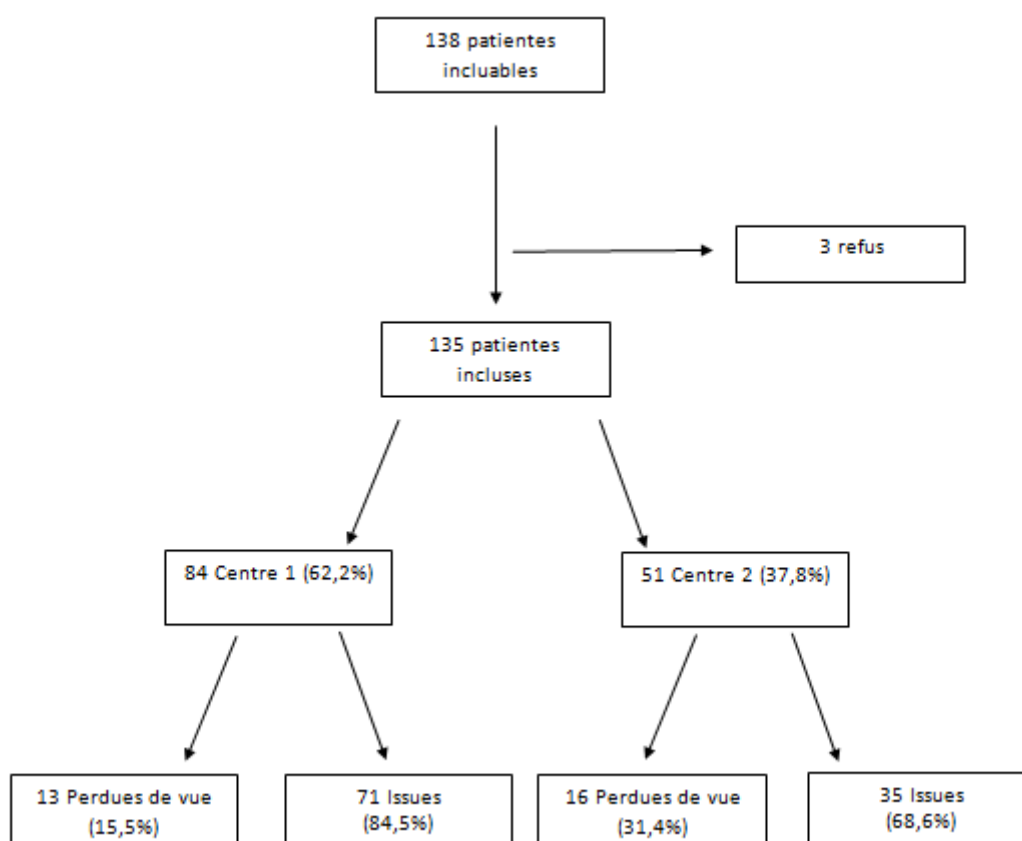 138 patientes
incluables
3 refus
135 patientes
incluses
84 Centre 1 (62,2%)
51 Centre 2 (37,8%)
13 Perdues de vue
(15,5%)
71 Issues
(84,5%)
16 Perdues de vue
(31,4%)
35 Issues
(68,6%)